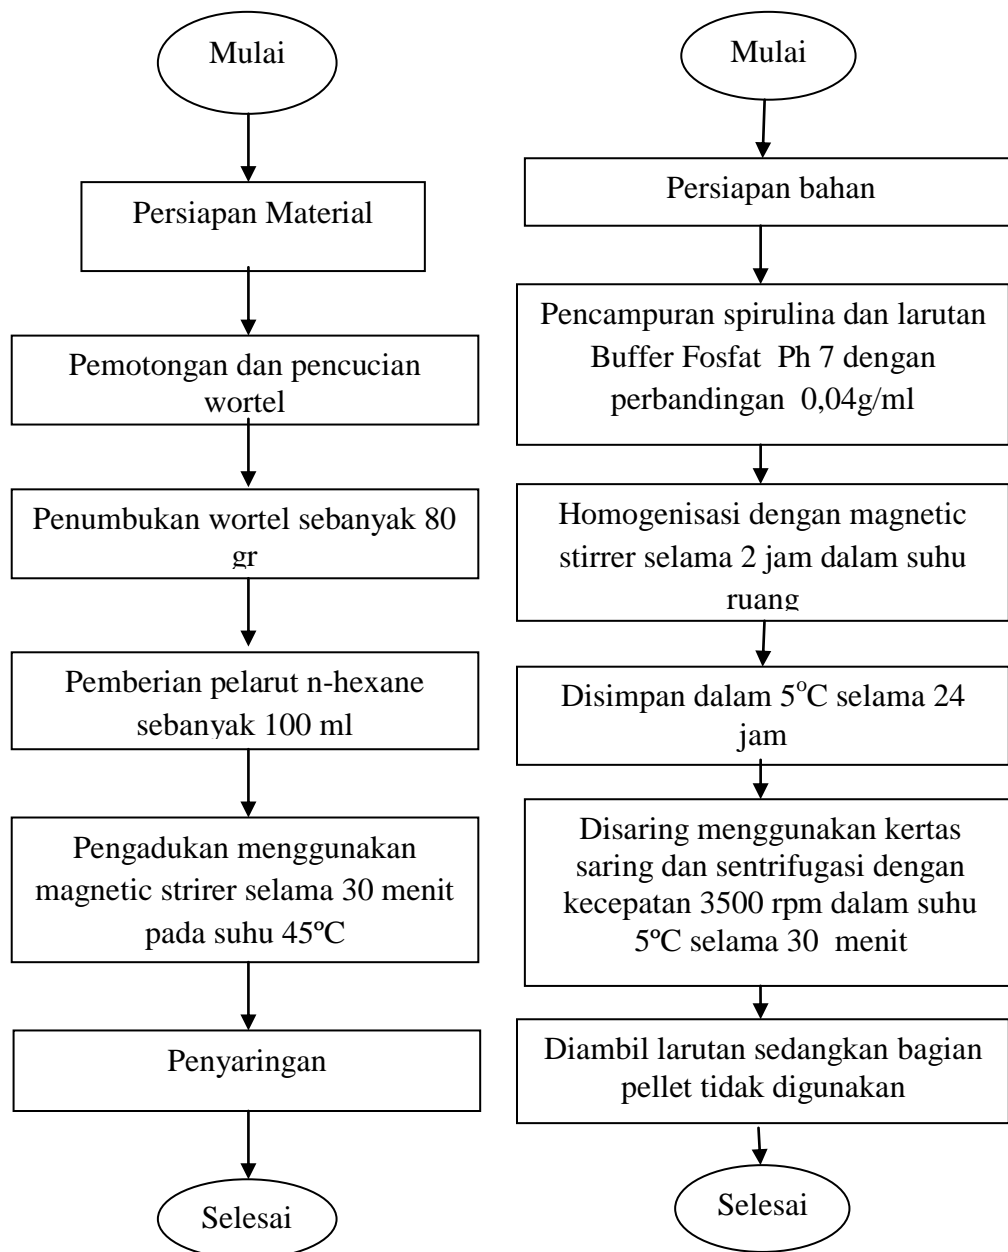 Mulai
Persiapan Material
Pemotongan dan pencucian
wortel
Penumbukan wortel sebanyak 80
gr
Pemberian pelarut n-hexane
sebanyak 100 ml
Pengadukan menggunakan
magnetic strirer selama 30 menit
pada suhu 45ºC
Penyaringan
Selesai
Mulai
Persiapan bahan
Pencampuran spirulina dan larutan
Buffer Fosfat Ph 7 dengan
perbandingan 0,04g/ml
Homogenisasi dengan magnetic
stirrer selama 2 jam dalam suhu
ruang
Disimpan dalam 5°C selama 24
jam
Disaring menggunakan kertas
saring dan sentrifugasi dengan
kecepatan 3500 rpm dalam suhu
5ºC selama 30 menit
Diambil larutan sedangkan bagian
pellet tidak digunakan
Selesai